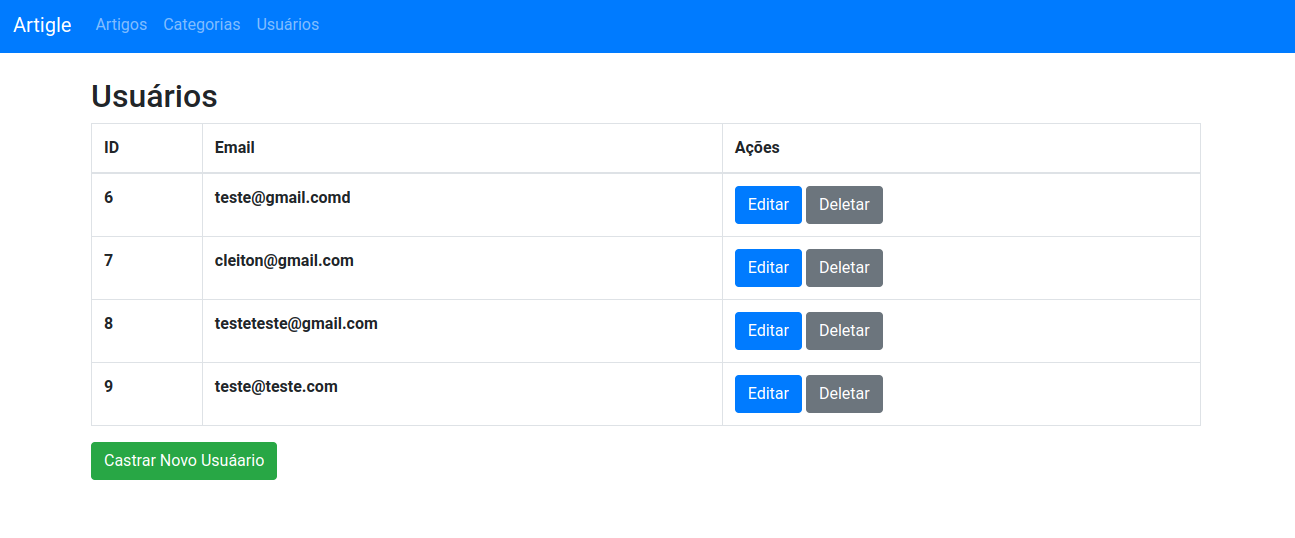 Artigle Artigos Categorias Usuários
Usuários
ID Email Ações
6 teste@gmail.comd Editar Deletar
7 cleiton@gmail.com Editar Deletar
8 testeteste@gmail.com Editar Deletar
9 teste@teste.com Editar Deletar
Castrar Novo Usuáario